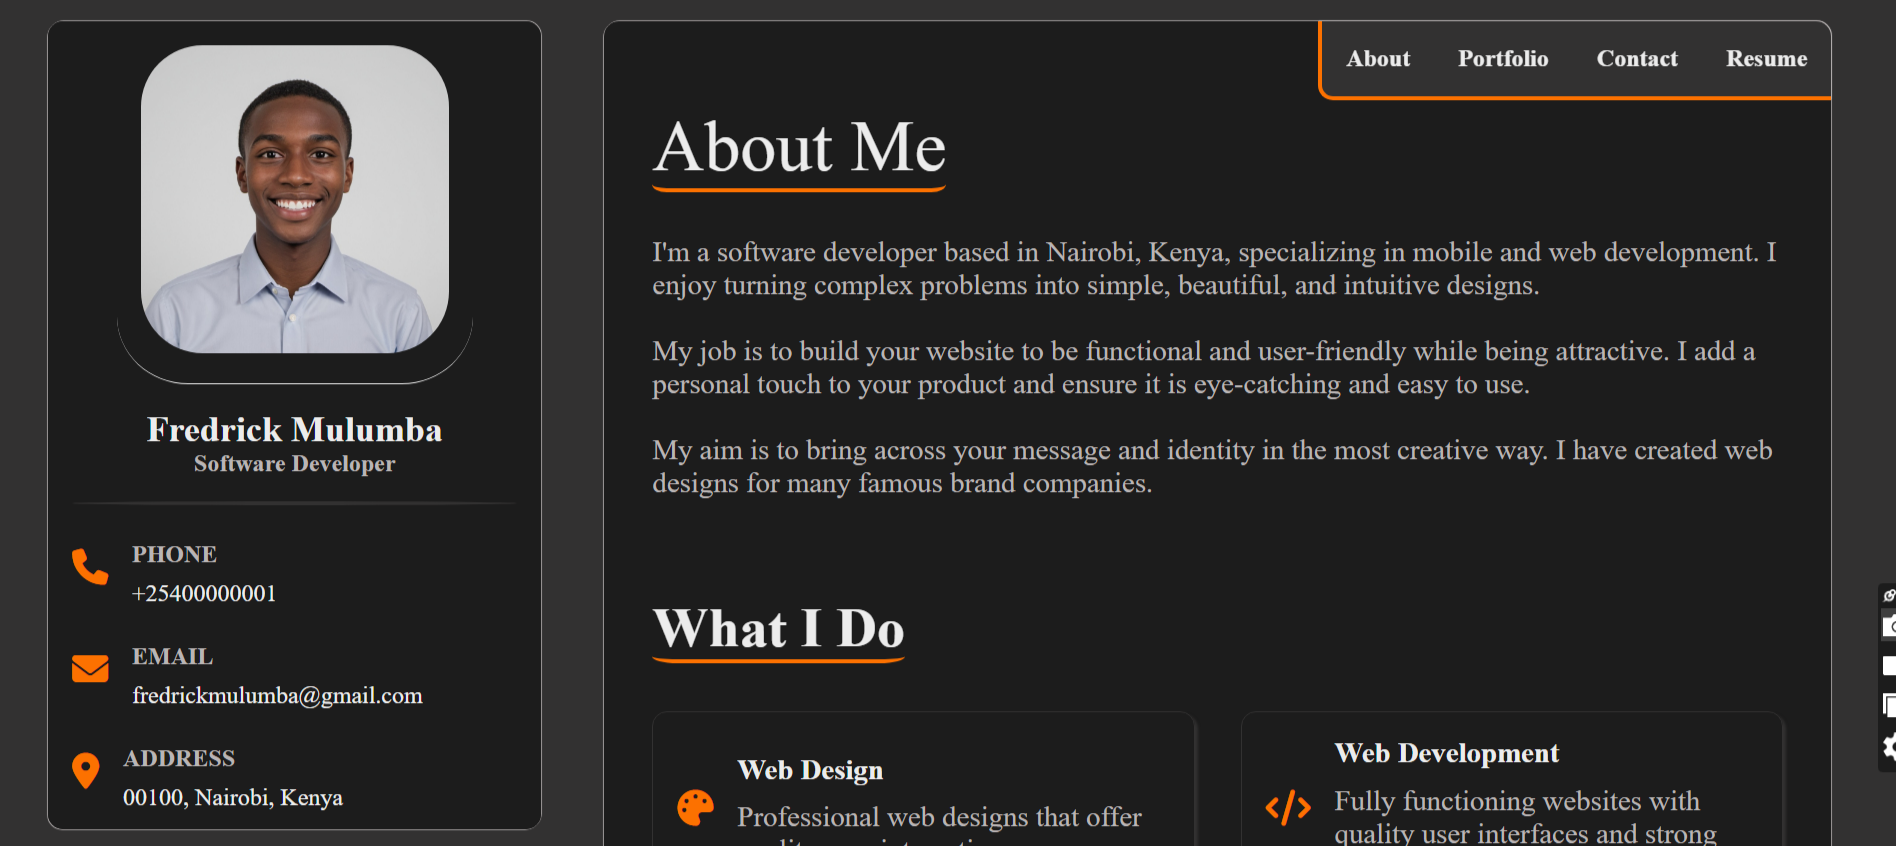 Fredrick Mulumba
Software Developer
PHONE
+25400000001
EMAIL
fredrickmulumba@gmail.com
ADDRESS
00100, Nairobi, Kenya
About Portfolio Contact Resume
About Me
I'm a software developer based in Nairobi, Kenya, specializing in mobile and web development. I
enjoy turning complex problems into simple, beautiful, and intuitive designs.
My job is to build your website to be functional and user-friendly while being attractive. I add a
personal touch to your product and ensure it is eye-catching and easy to use.
My aim is to bring across your message and identity in the most creative way. I have created web
designs for many famous brand companies.
What I Do
Web Design
Professional web designs that offer
Web Development
Fully functioning websites with
quality user interfaces and strong